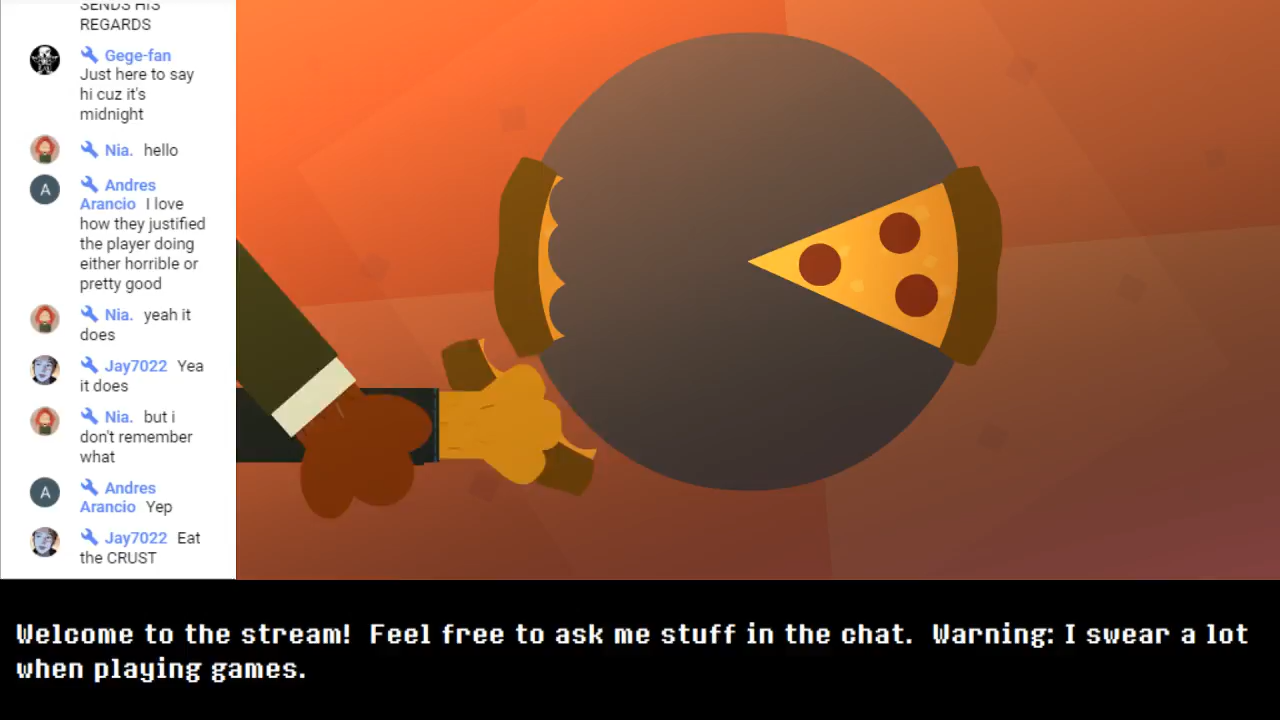 SENDS HIS
REGARDS
Gege-fan
Just here to say
hi cuz it's
midnight
Nia. hello
A
Andres
Arancio I love
how they justified
the player doing
either horrible or
pretty good
Nia. yeah it
does
Jay7022 Yea
it does
Nia. but i
don't remember
what
A
Andres
Arancio Yep
Jay7022 Eat
the CRUST
Welcome to the stream! Feel free to ask me stuff in the chat. Warning: I swear a lot
when playing games.